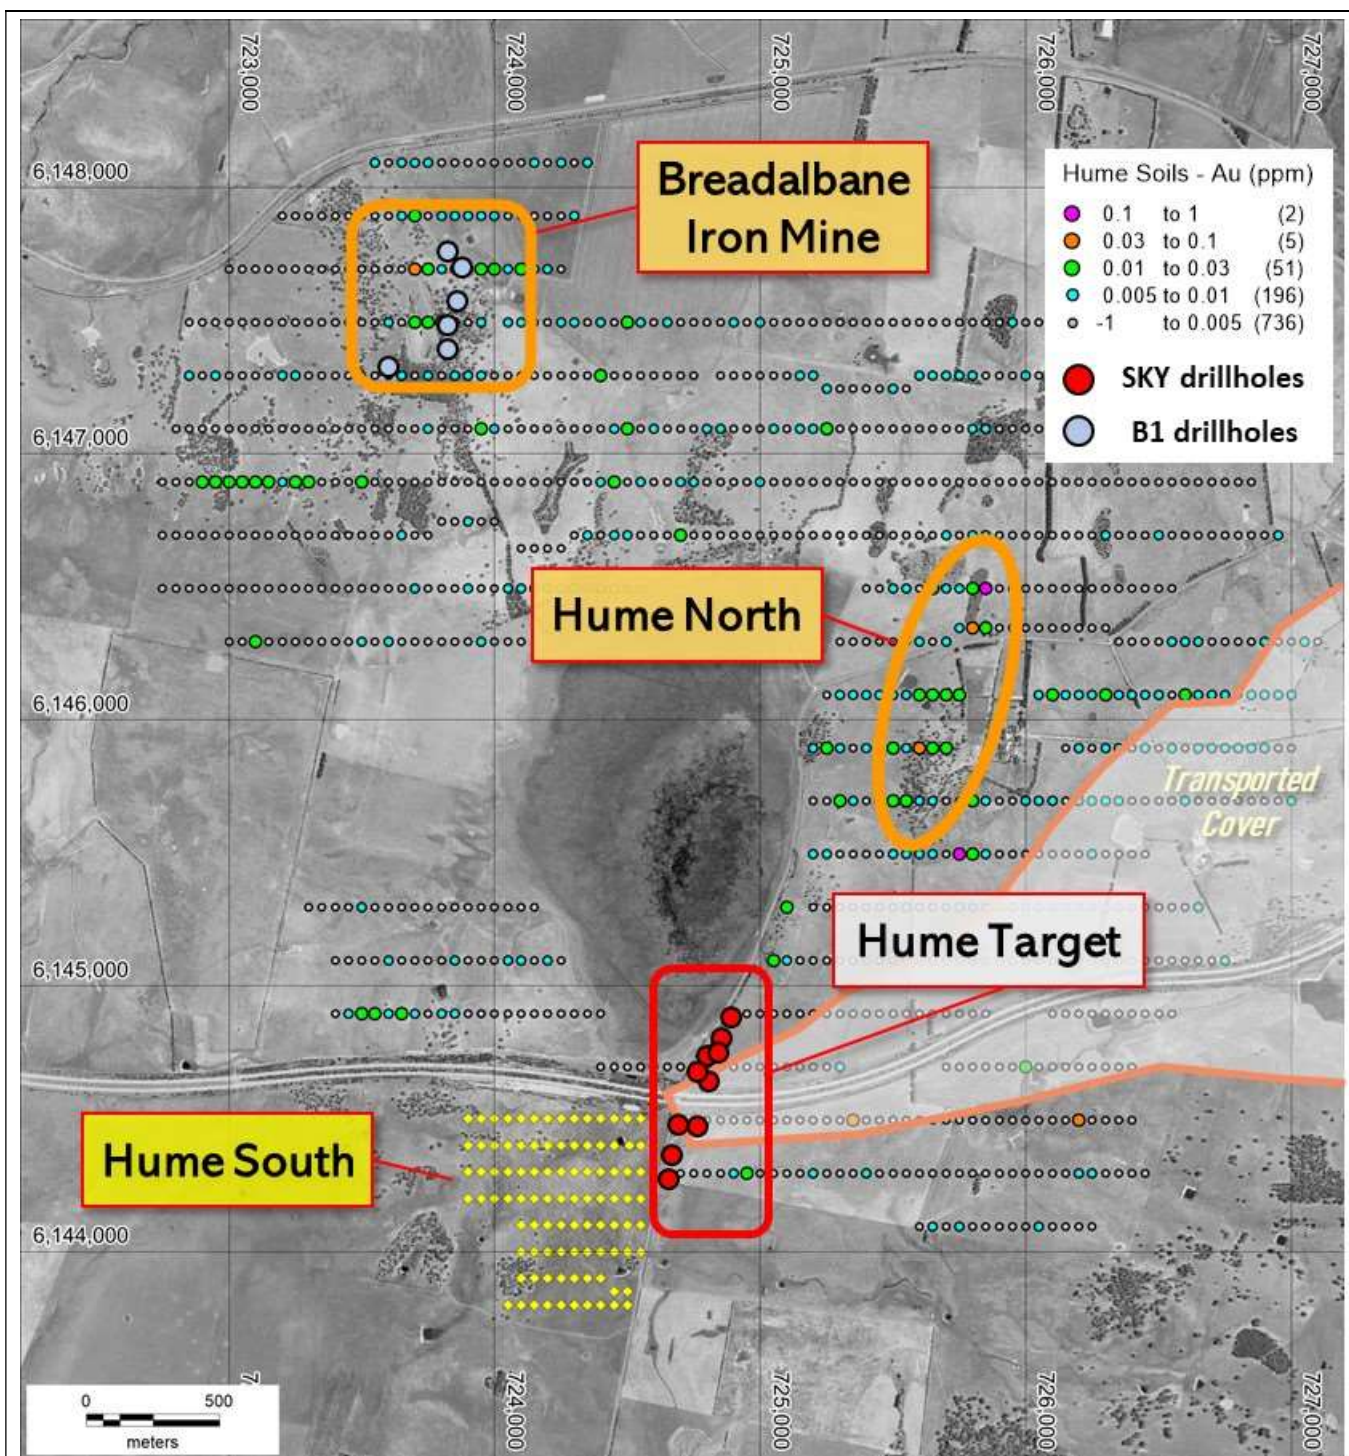 723,000
724,000
725,000
726,000
727,000
6,148,000
Breadalbane
Iron Mine
Hume Soils - Au (ppm)
0.1 to 1 (2)
0.03 to 0.1 (5)
0.01 to 0.03 (51)
0.005 to 0.01 (196)
-1 to 0.005 (736)
SKY drillholes
B1 drillholes
6,147,000
Hume North
6,146,000
Transported
Cover
Hume Target
6,145,000
Hume South
6,144,000
724,000
725,000
726,000
727,000
0 500
meters